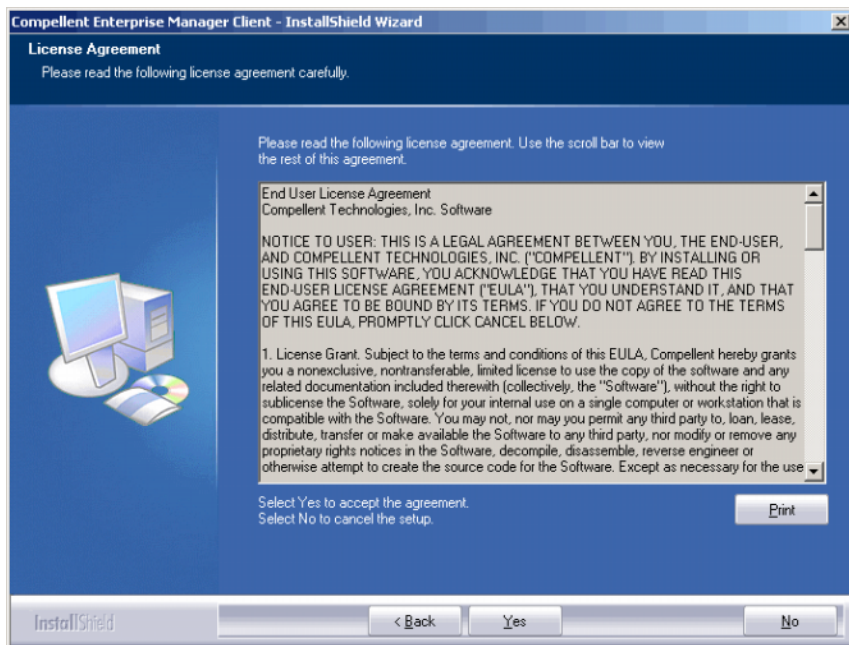 Compellent Enterprise Manager Client - InstallShield Wizard
License Agreement
Please read the following license agreement carefully.
Please read the following license agreement. Use the scroll bar to view
the rest of this agreement.
End User License Agreement
Compellent Technologies, Inc. Software
NOTICE TO USER: THIS IS A LEGAL AGREEMENT BETWEEN YOU, THE END-USER,
AND COMPELLENT TECHNOLOGIES, INC. ("COMPELLENT"). BY INSTALLING OR
USING THIS SOFTWARE, YOU ACKNOWLEDGE THAT YOU HAVE READ THIS
END-USER LICENSE AGREEMENT ("EULA"), THAT YOU UNDERSTAND IT, AND THAT
YOU AGREE TO BE BOUND BY ITS TERMS. IF YOU DO NOT AGREE TO THE TERMS
OF THIS EULA, PROMPTLY CLICK CANCEL BELOW.
1. License Grant. Subject to the terms and conditions of this EULA, Compellent hereby grants
you a nonexclusive, nontransferable, limited license to use the copy of the software and any
related documentation included therewith (collectively, the "Software"), without the right to
sublicense the Software, solely for your internal use on a single computer or workstation that is
compatible with the Software. You may not, nor may you permit any third party to, loan, lease,
distribute, transfer or make available the Software to any third party, nor modify or remove any
proprietary rights notices in the Software, decompile, disassemble, reverse engineer or
otherwise attempt to create the source code for the Software. Except as necessary for the use
Select Yes to accept the agreement.
Select No to cancel the setup.
Print
InstallShield
< Back
Yes
No